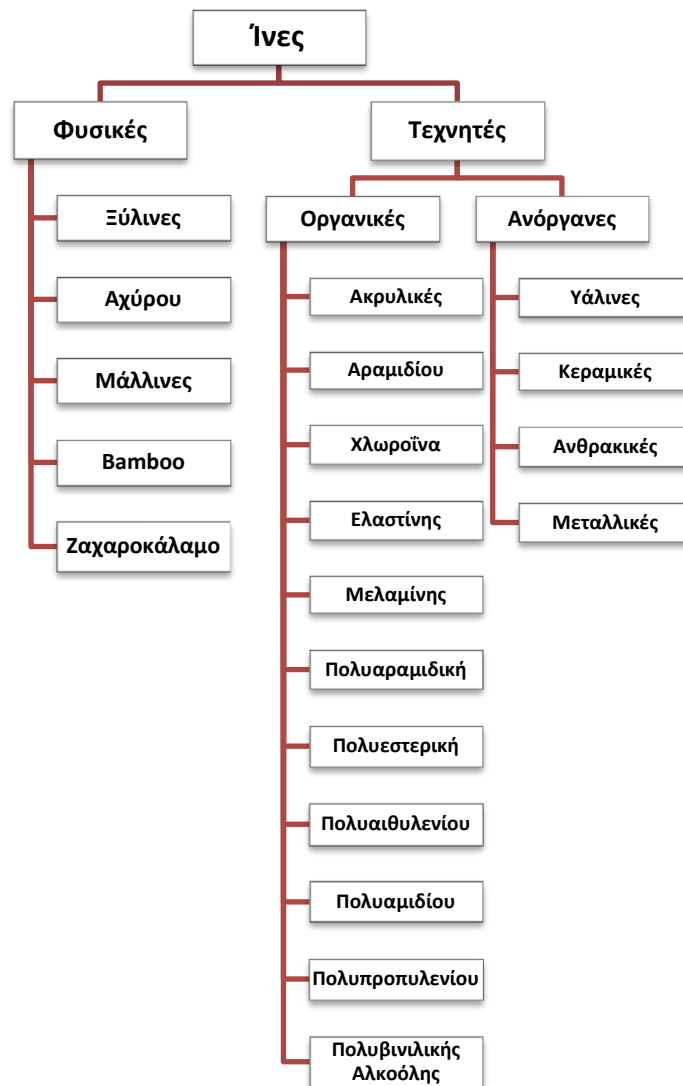 Ίνες
Φυσικές
Ξύλινες
Αχύρου
Μάλλινες
Bamboo
Ζαχαροκάλαμο
Τεχνητές
Οργανικές
Ακρυλικές
Αραμιδίου
Χλωροΐνα
Ελαστίνης
Μελαμίνης
Πολυαραμιδική
Πολυεστερική
Πολυαιθυλενίου
Πολυαμιδίου
Πολυπροπυλενίου
Πολυβινιλικής
Αλκοόλης
Ανόργανες
Υάλινες
Κεραμικές
Ανθρακικές
Μεταλλικές